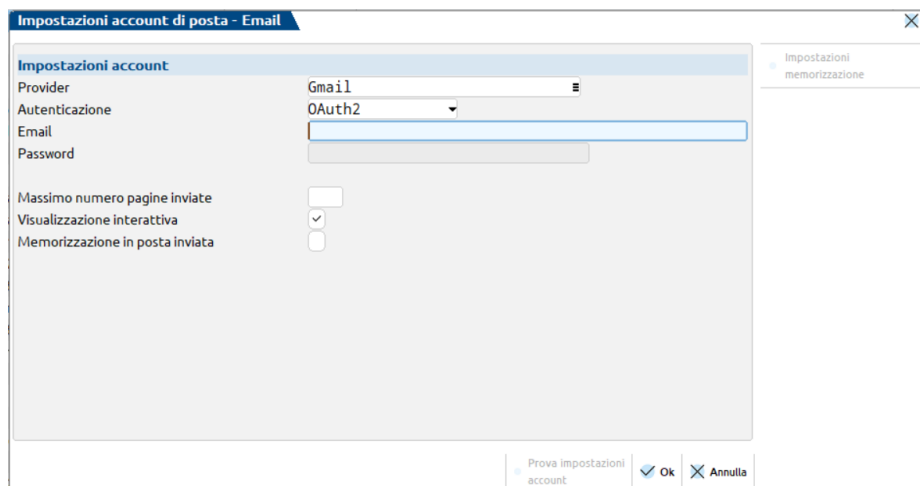 Impostazioni account di posta - Email
Impostazioni account
Provider Gmail
Autenticazione OAuth2
Email
Password
Massimo numero pagine inviate
Visualizzazione interattiva
Memorizzazione in posta inviata
Impostazioni
memorizzazione
Prova impostazioni
account
Ok
Annulla